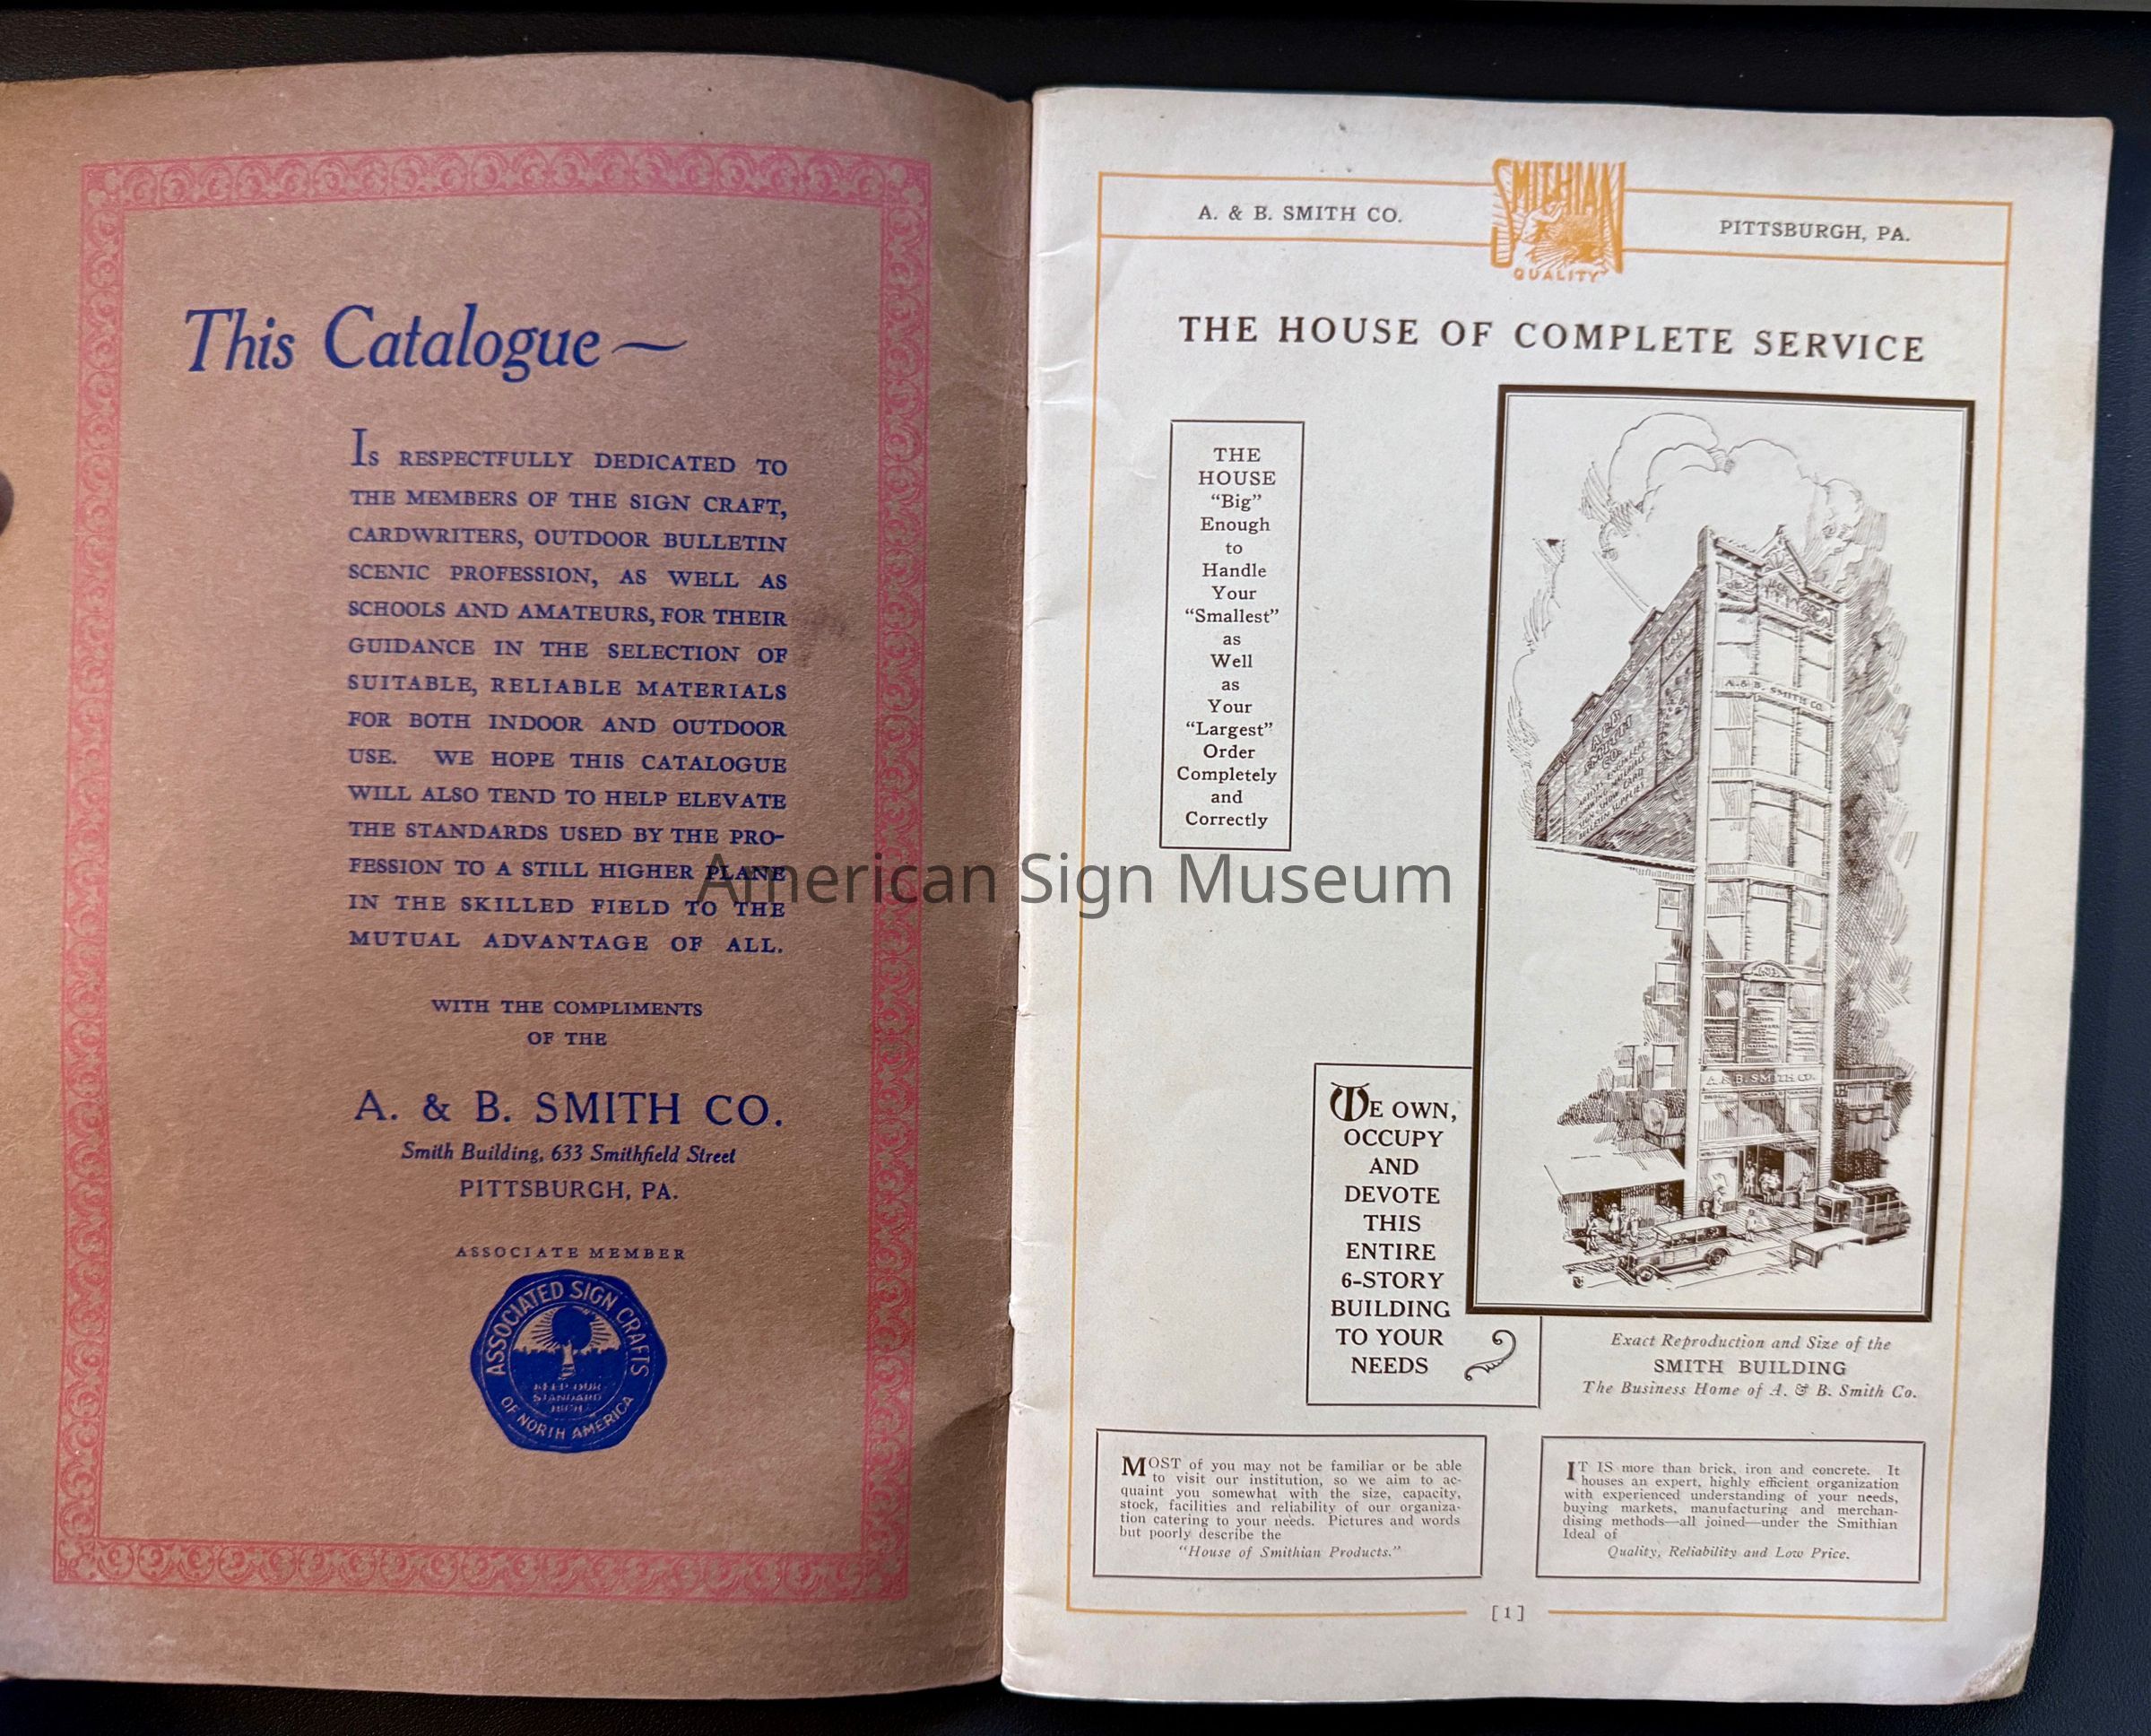 This Catalogue ~
IS RESPECTFULLY DEDICATED TO
THE MEMBERS OF THE SIGN CRAFT,
CARDWRITERS, OUTDOOR BULLETIN
SCENIC PROFESSION, AS WELL AS
SCHOOLS AND AMATEURS, FOR THEIR
GUIDANCE IN THE SELECTION OF
SUITABLE, RELIABLE MATERIALS
FOR BOTH INDOOR AND OUTDOOR
USE. WE HOPE THIS CATALOGUE
WILL ALSO TEND TO HELP ELEVATE
THE STANDARDS USED BY THE PRO-
FESSION TO A STILL HIGHER PLANE
IN THE SKILLED FIELD TO THE
MUTUAL ADVANTAGE OF ALL.
WITH THE COMPLIMENTS
OF THE
A. & B. SMITH CO.
Smith Building, 633 Smithfield Street
PITTSBURGH, PA.
ASSOCIATE MEMBER
ASSOCIATED SIGN CRAFTS
OF NORTH AMERICA
KEEP OUR
STANDARD
HIGH
A. & B. SMITH CO.
SMITHIAN
QUALITY
PITTSBURGH, PA.
THE HOUSE OF COMPLETE SERVICE
THE
HOUSE
“Big”
Enough
to
Handle
Your
“Smallest”
as
Well
as
Your
“Largest”
Order
Completely
and
Correctly
A. & B. SMITH CO.
A & B
SMITH
CO.
A. & B. SMITH CO.
WE OWN,
OCCUPY
AND
DEVOTE
THIS
ENTIRE
6-STORY
BUILDING
TO YOUR
NEEDS
Exact Reproduction and Size of the
SMITH BUILDING
The Business Home of A. & B. Smith Co.
MOST of you may not be familiar or be able
to visit our institution, so we aim to ac-
quaint you somewhat with the size, capacity,
stock, facilities and reliability of our organiza-
tion catering to your needs. Pictures and words
but poorly describe the
“House of Smithian Products.”
IT IS more than brick, iron and concrete. It
houses an expert, highly efficient organization
with experienced understanding of your needs,
buying markets, manufacturing and merchan-
dising methods—all joined—under the Smithian
Ideal of
Quality, Reliability and Low Price.
[1]
American Sign Museum